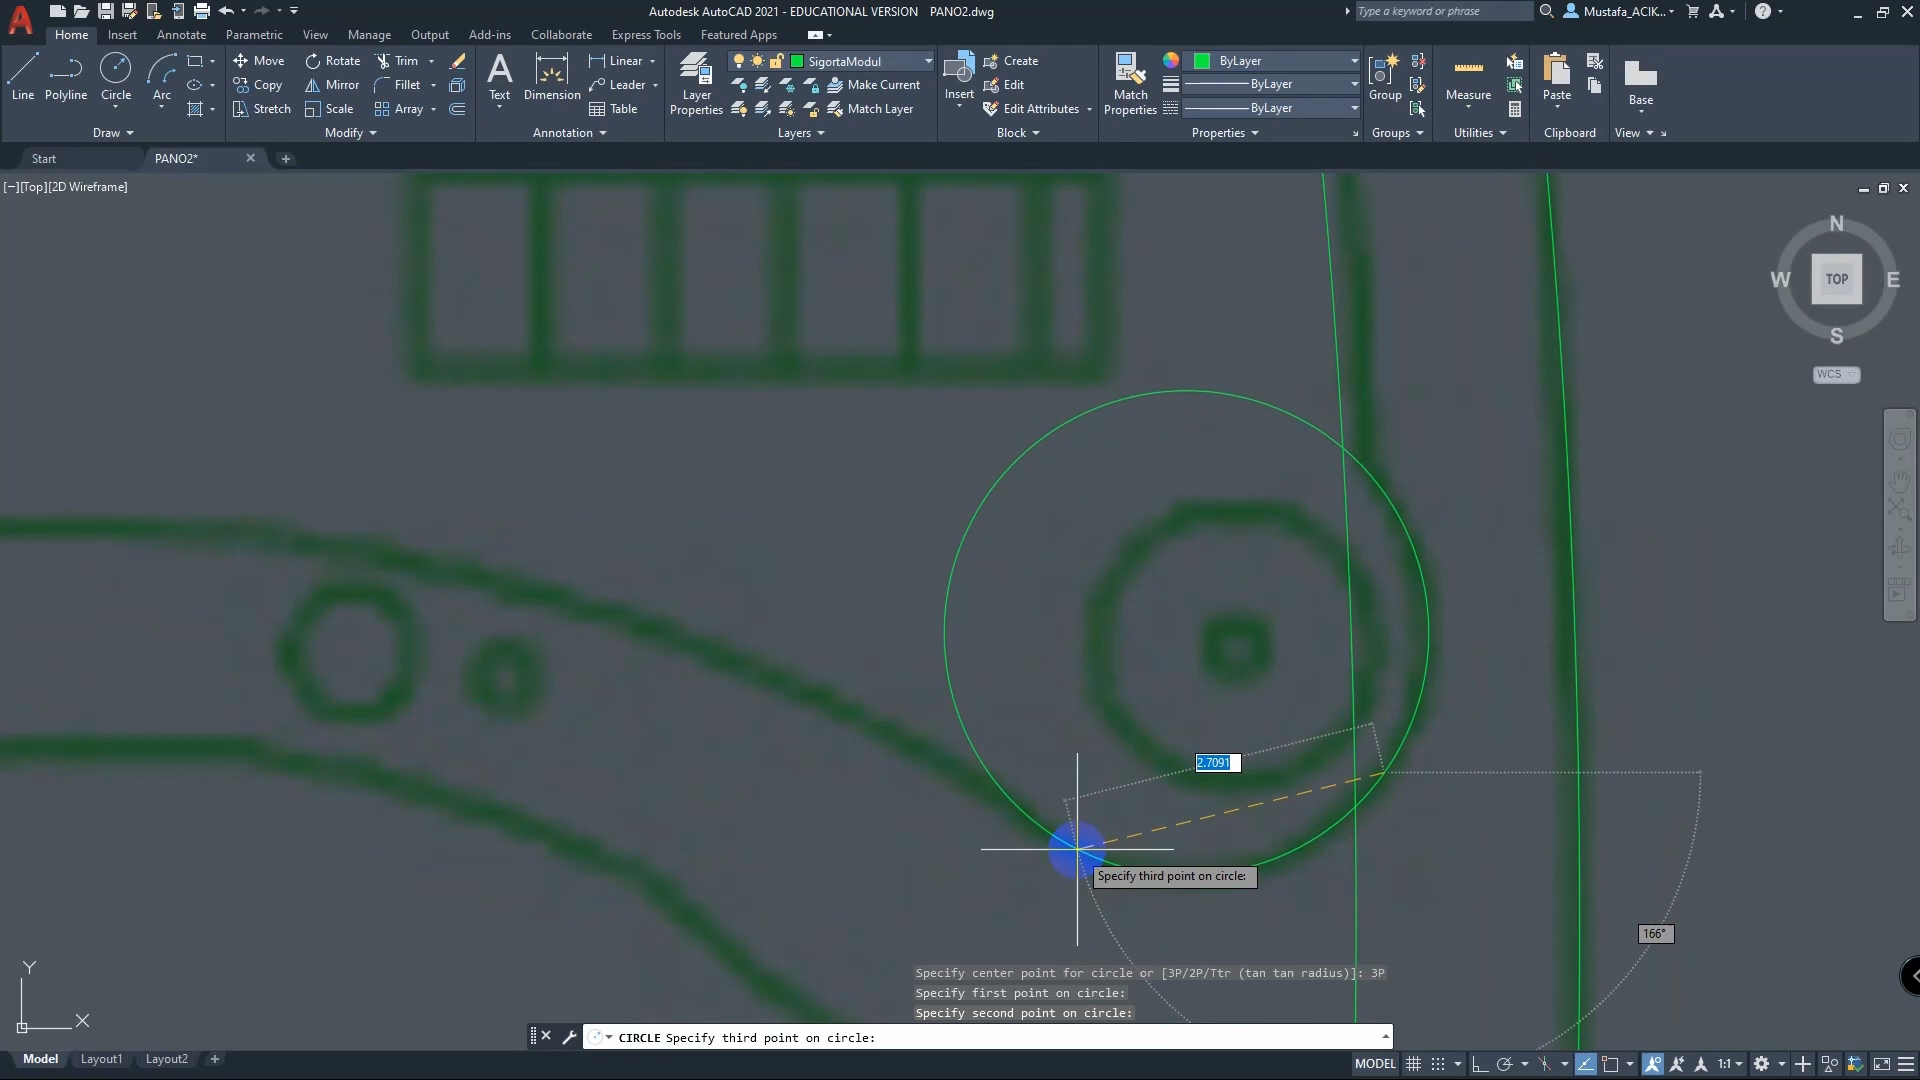 Autodesk AutoCAD 2021 - EDUCATIONAL VERSION PANO2.dwg
Type a keyword or phrase
Mustafa_ACIK...
Home Insert Annotate Parametric View Manage Output Add-ins Collaborate Express Tools Featured Apps
Line Polyline Circle Arc
Move Rotate Trim
Copy Mirror Fillet
Stretch Scale Array
Text Dimension
Linear
Leader
Table
Layer Properties
SigortaModul
Make Current
Match Layer
Insert
Create
Edit
Edit Attributes
Match Properties
ByLayer
ByLayer
ByLayer
Group
Measure
Paste
Base
Draw Modify Annotation Layers Block Properties Groups Utilities Clipboard View
Start PANO2*
[−][Top][2D Wireframe]
N
W TOP E
S
WCS
2.7091
Specify third point on circle:
166°
Specify center point for circle or [3P/2P/Ttr (tan tan radius)]: 3P
Specify first point on circle:
Specify second point on circle:
Y
X
CIRCLE Specify third point on circle:
Model Layout1 Layout2
MODEL 1:1